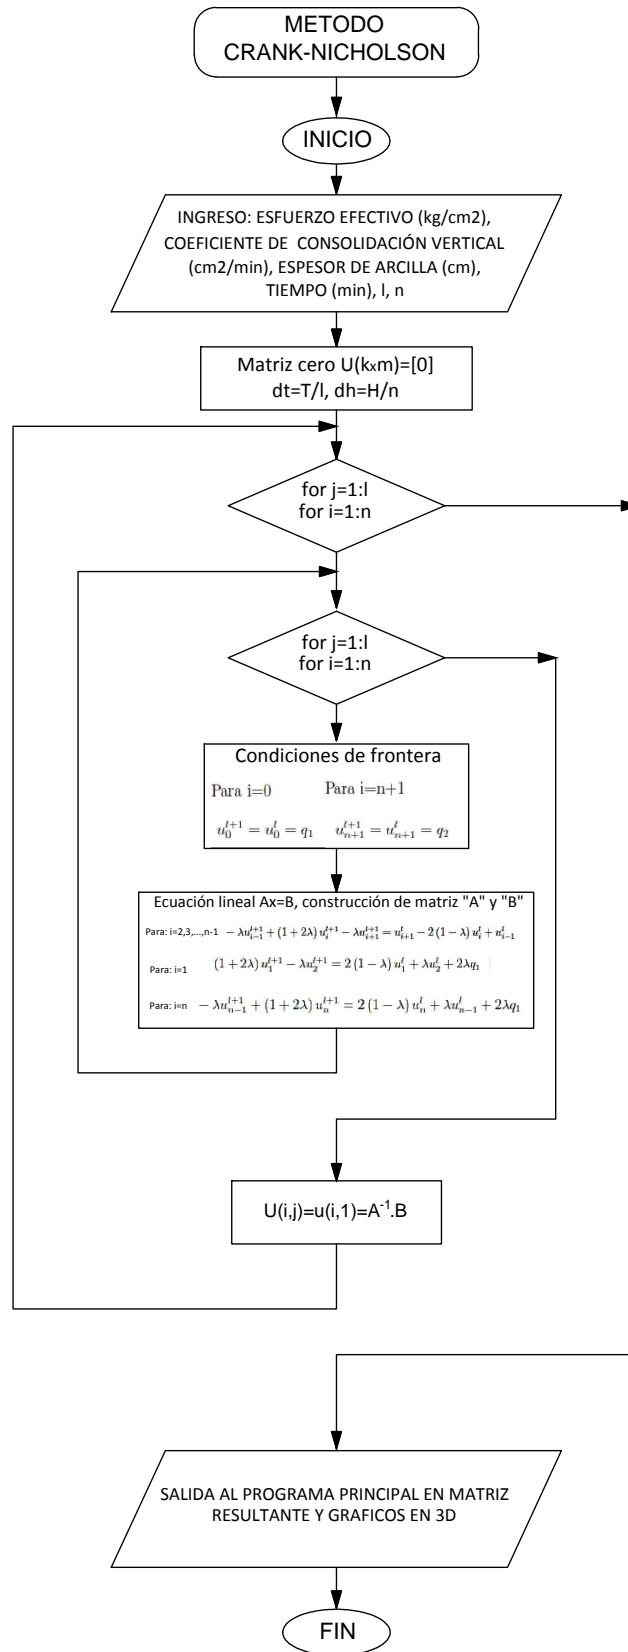 METODO
CRANK-NICHOLSON
INICIO
INGRESO: ESFUERZO EFECTIVO (kg/cm2),
COEFICIENTE DE CONSOLIDACIÓN VERTICAL
(cm2/min), ESPESOR DE ARCILLA (cm),
TIEMPO (min), l, n
Matriz cero U(kxm)=[0]
dt=T/l, dh=H/n
for j=1:l
for i=1:n
for j=1:l
for i=1:n
Condiciones de frontera
Para i=0 Para i=n+1
u_0^{l+1} = u_0^l = q_1 u_{n+1}^{l+1} = u_{n+1}^l = q_2
Ecuación lineal Ax=B, construcción de matriz "A" y "B"
Para: i=2,3,...,n-1 − λu_{i−1}^{l+1} + (1 + 2λ) u_i^{l+1} − λu_{i+1}^{l+1} = u_{i+1}^l − 2 (1 − λ) u_i^l + u_{i−1}^l
Para: i=1 (1 + 2λ) u_1^{l+1} − λu_2^{l+1} = 2 (1 − λ) u_1^l + λu_2^l + 2λq_1
Para: i=n − λu_{n−1}^{l+1} + (1 + 2λ) u_n^{l+1} = 2 (1 − λ) u_n^l + λu_{n−1}^l + 2λq_1
U(i,j)=u(i,1)=A⁻¹.B
SALIDA AL PROGRAMA PRINCIPAL EN MATRIZ
RESULTANTE Y GRAFICOS EN 3D
FIN